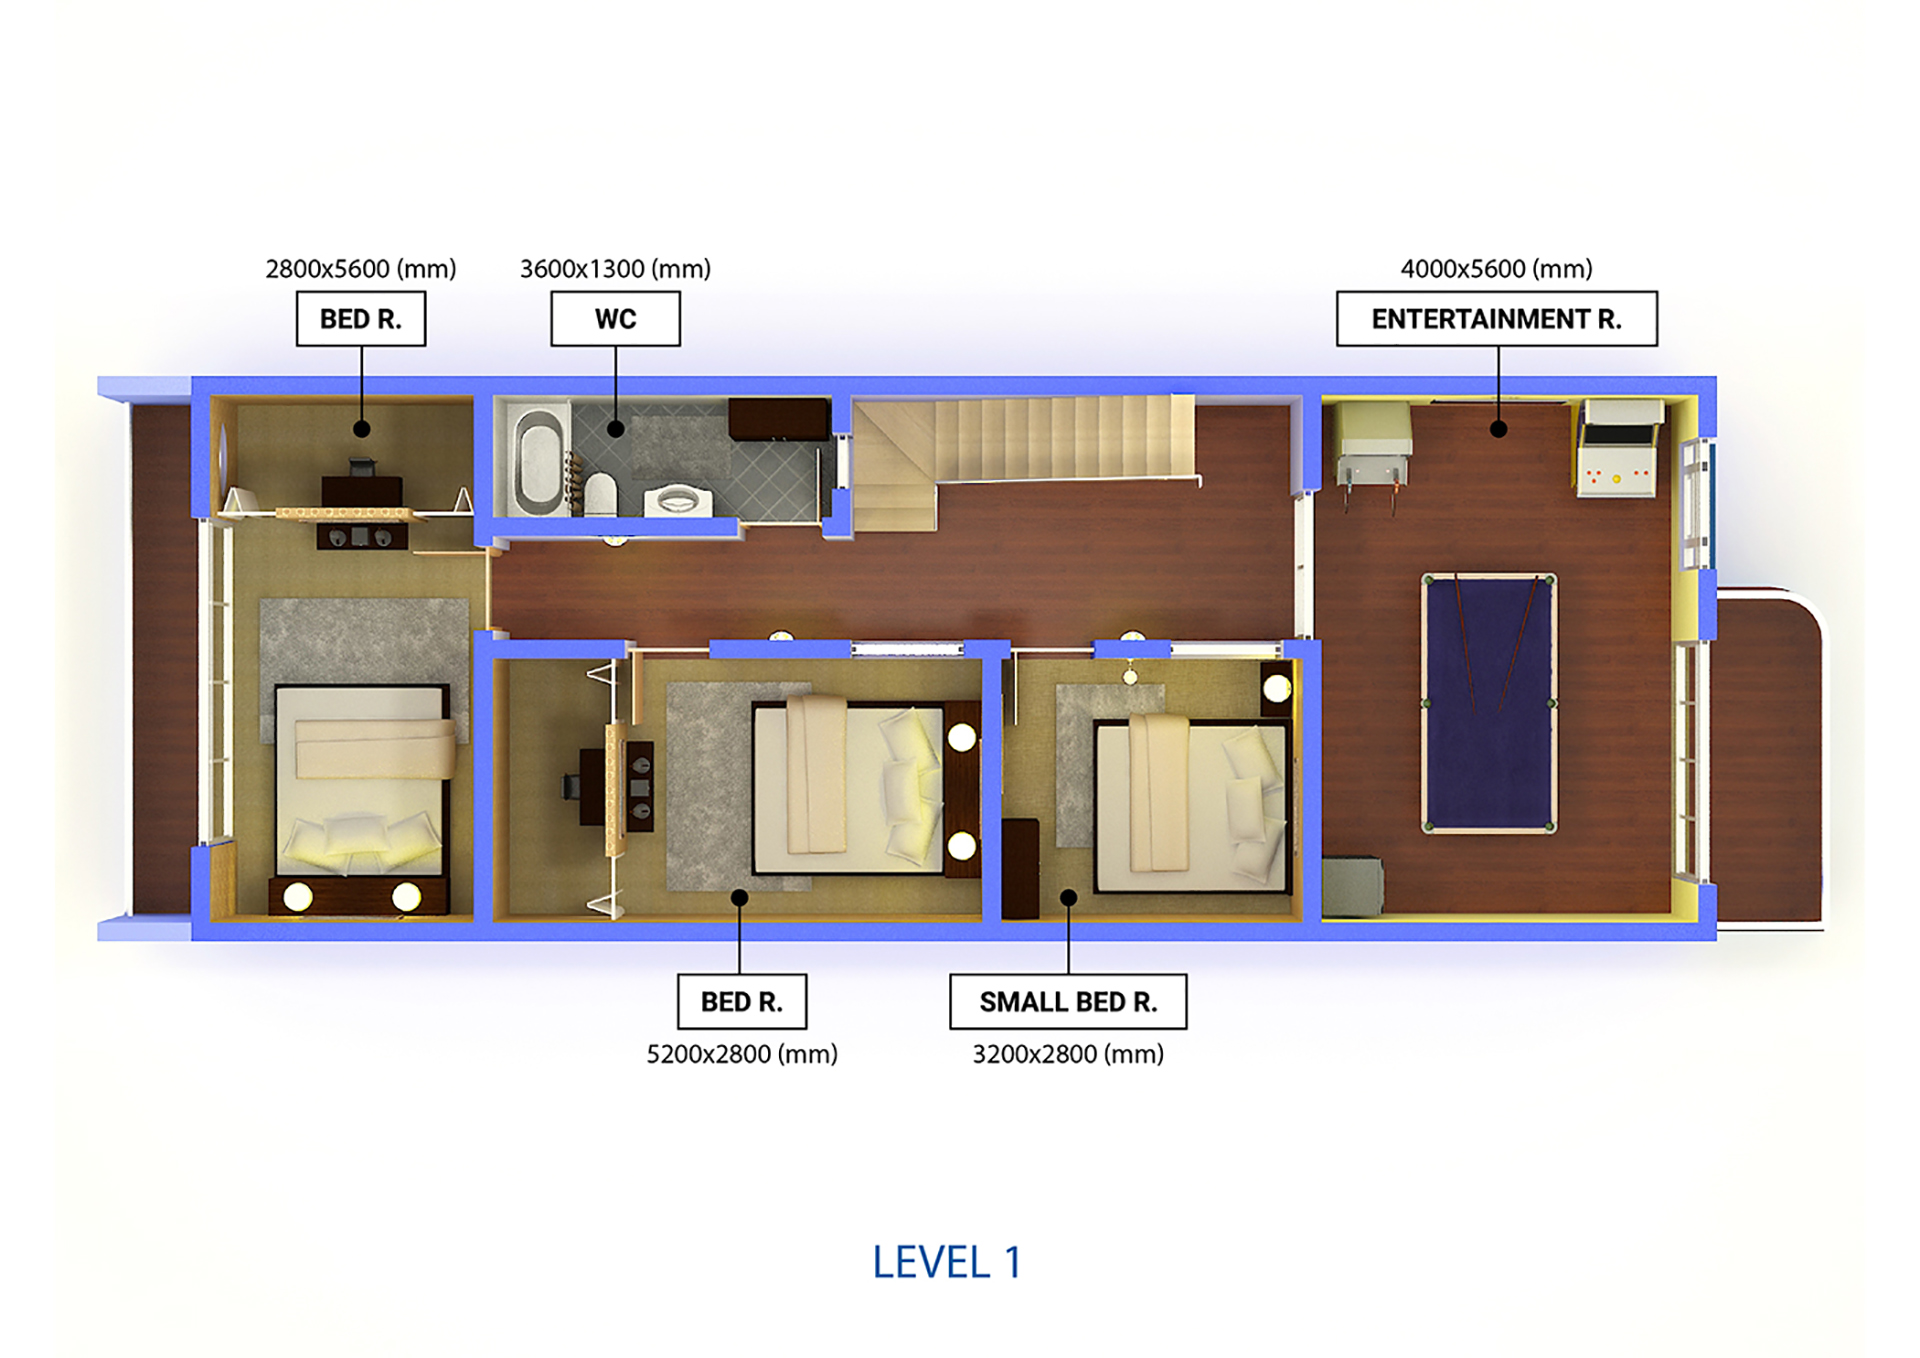 2800x5600 (mm)
BED R.
3600x1300 (mm)
WC
4000x5600 (mm)
ENTERTAINMENT R.
BED R.
5200x2800 (mm)
SMALL BED R.
3200x2800 (mm)
LEVEL 1